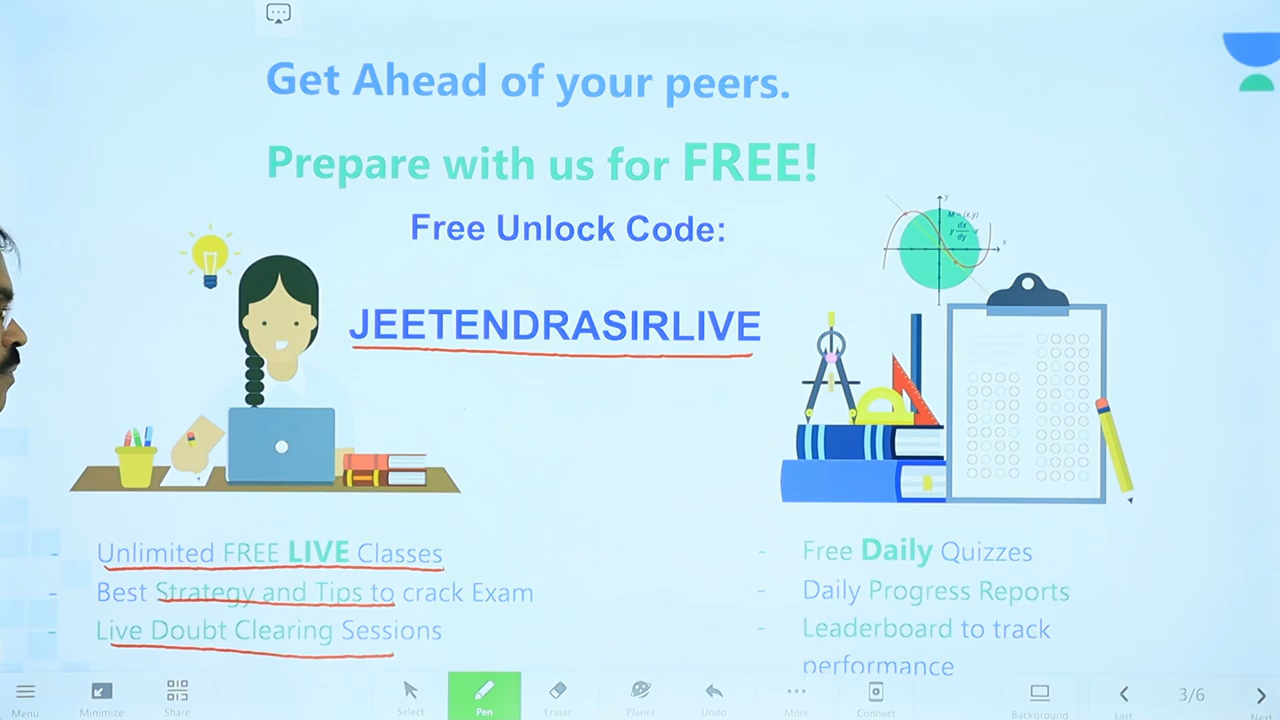 Get Ahead of your peers.
Prepare with us for FREE!
Free Unlock Code:
JEETENDRASIRLIVE
y
M = (x,y)
dx
y
dy
x
- Unlimited FREE LIVE Classes
- Best Strategy and Tips to crack Exam
- Live Doubt Clearing Sessions
- Free Daily Quizzes
- Daily Progress Reports
- Leaderboard to track
performance
Menu
Minimize
Share
Select
Pen
Eraser
Planet
Undo
More
Connect
Background
Last
3/6
Next